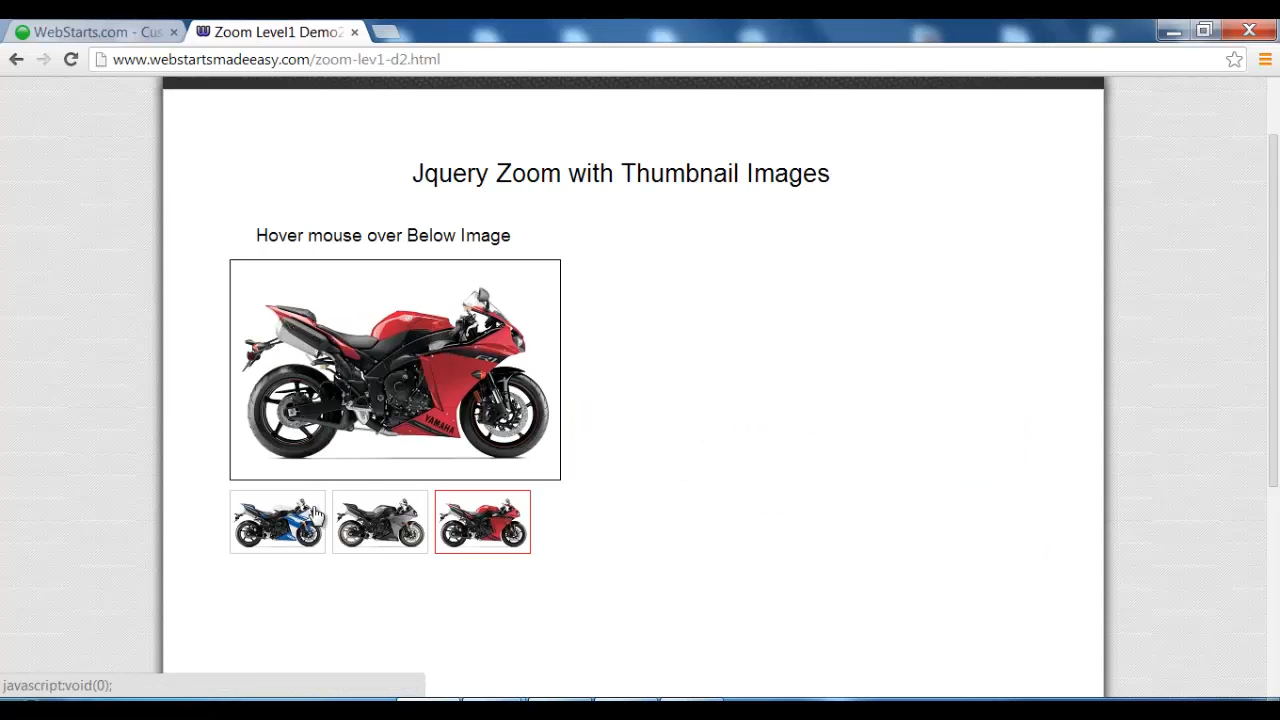 WebStarts.com - Cus
Zoom Level1 Demo2
www.webstartsmadeeasy.com/zoom-lev1-d2.html
Jquery Zoom with Thumbnail Images
Hover mouse over Below Image
R1
YAMAHA
javascript:void(0);